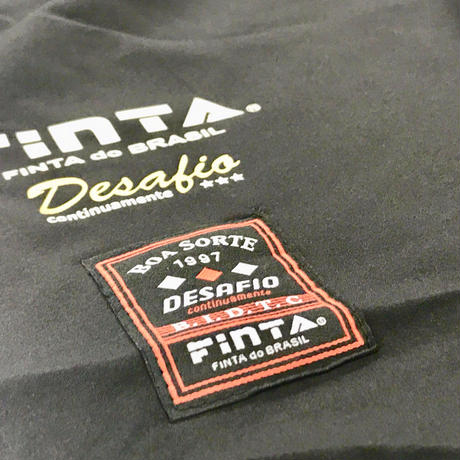 FiNTA®
FINTA do BRASIL
Desafio
continuamente ★★★
BOA SORTE
1997
DESAFIO
continuamente
B.I.D.T.C
FiNTA®
FINTA do BRASIL